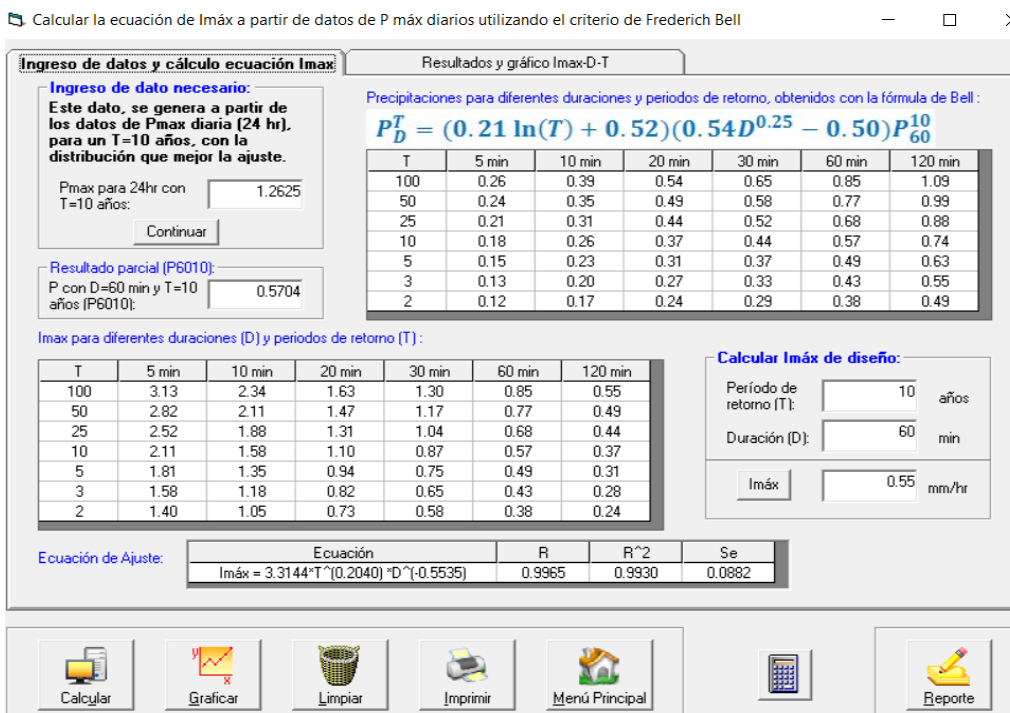 Calcular la ecuación de Imáx a partir de datos de P máx diarios utilizando el criterio de Frederich Bell
Ingreso de datos y cálculo ecuación Imax
Resultados y gráfico Imax-D-T
Ingreso de dato necesario:
Este dato, se genera a partir de
los datos de Pmax diaria (24 hr),
para un T=10 años, con la
distribución que mejor la ajuste.
Pmax para 24hr con
T=10 años:
1.2625
Continuar
Resultado parcial (P6010):
P con D=60 min y T=10
años (P6010):
0.5704
Precipitaciones para diferentes duraciones y periodos de retorno, obtenidos con la fórmula de Bell :
P_D^T = (0.21 ln(T) + 0.52)(0.54D^0.25 − 0.50)P_60^10
T 5 min 10 min 20 min 30 min 60 min 120 min
100 0.26 0.39 0.54 0.65 0.85 1.09
50 0.24 0.35 0.49 0.58 0.77 0.99
25 0.21 0.31 0.44 0.52 0.68 0.88
10 0.18 0.26 0.37 0.44 0.57 0.74
5 0.15 0.23 0.31 0.37 0.49 0.63
3 0.13 0.20 0.27 0.33 0.43 0.55
2 0.12 0.17 0.24 0.29 0.38 0.49
Imax para diferentes duraciones (D) y periodos de retorno (T) :
T 5 min 10 min 20 min 30 min 60 min 120 min
100 3.13 2.34 1.63 1.30 0.85 0.55
50 2.82 2.11 1.47 1.17 0.77 0.49
25 2.52 1.88 1.31 1.04 0.68 0.44
10 2.11 1.58 1.10 0.87 0.57 0.37
5 1.81 1.35 0.94 0.75 0.49 0.31
3 1.58 1.18 0.82 0.65 0.43 0.28
2 1.40 1.05 0.73 0.58 0.38 0.24
Calcular Imáx de diseño:
Período de
retorno (T):
10 años
Duración (D):
60 min
Imáx
0.55 mm/hr
Ecuación de Ajuste:
Ecuación R R^2 Se
Imáx = 3.3144*T^(0.2040) *D^(-0.5535) 0.9965 0.9930 0.0882
Calcular
Graficar
Limpiar
Imprimir
Menú Principal
Reporte
y
x